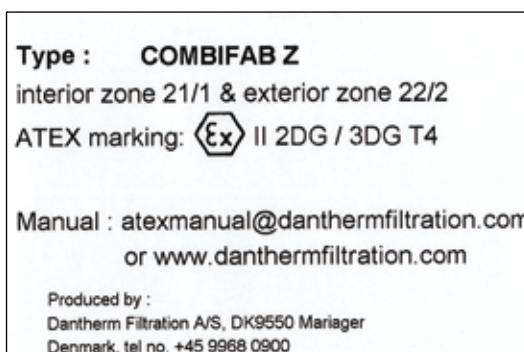 Type : COMBIFAB Z
interior zone 21/1 & exterior zone 22/2
ATEX marking: Ex II 2DG / 3DG T4
Manual : atexmanual@danthermfiltration.com
or www.danthermfiltration.com
Produced by :
Dantherm Filtration A/S, DK9550 Mariager
Denmark, tel no. +45 9968 0900